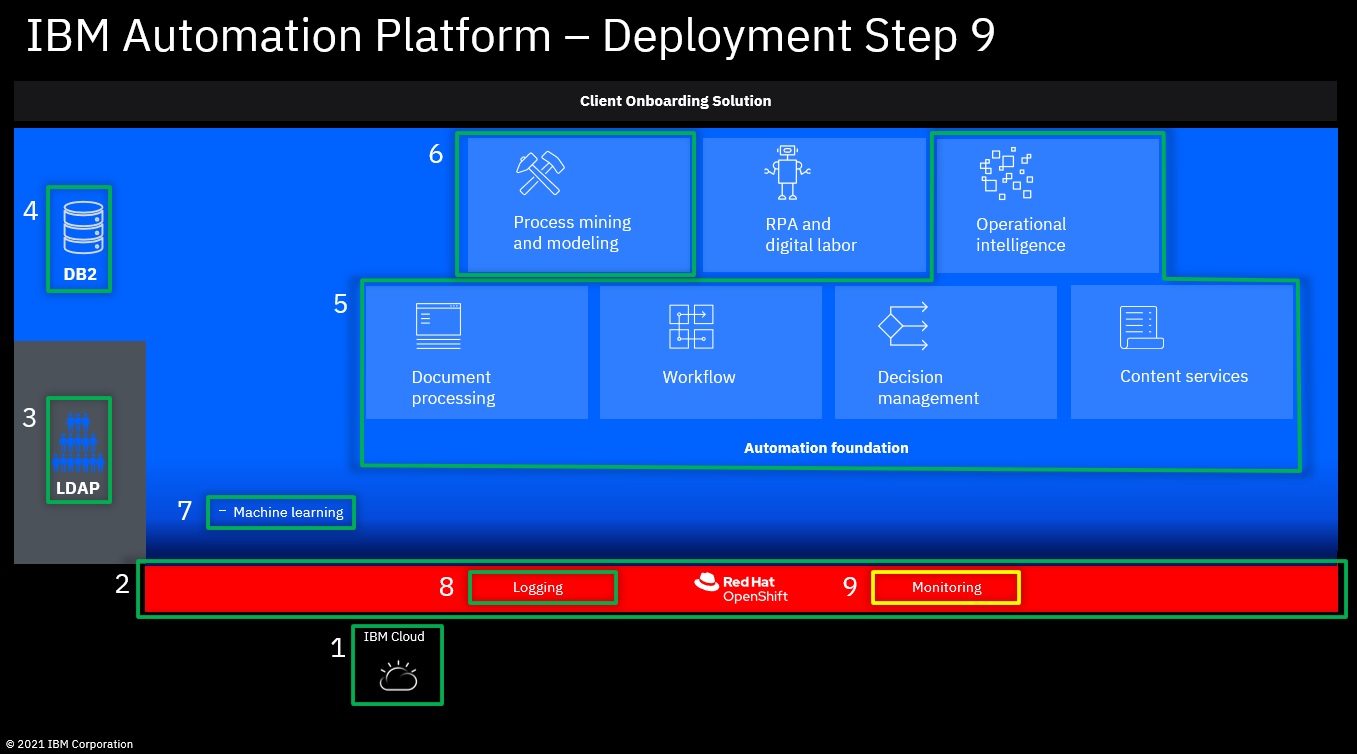 IBM Automation Platform – Deployment Step 9
Client Onboarding Solution
6
Process mining
and modeling
RPA and
digital labor
Operational
intelligence
4
DB2
5
Document
processing
Workflow
Decision
management
Content services
Automation foundation
3
LDAP
7
– Machine learning
2
8
Logging
Red Hat
OpenShift
9
Monitoring
1
IBM Cloud
© 2021 IBM Corporation